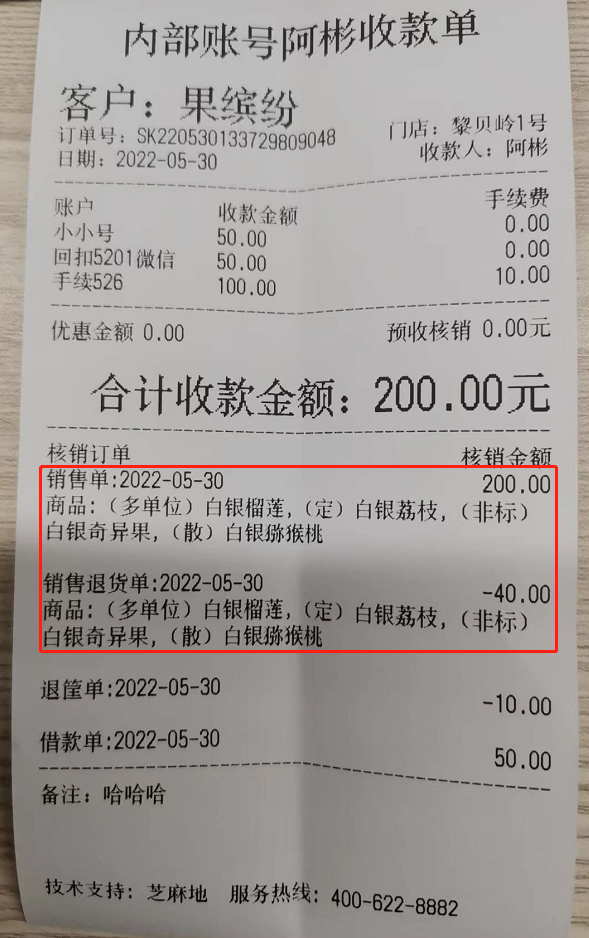 内部账号阿彬收款单
客户：果缤纷
订单号：SK220530133729809048 门店：黎贝岭1号
日期：2022-05-30 收款人：阿彬
账户 收款金额 手续费
小小号 50.00 0.00
回扣5201微信 50.00 0.00
手续526 100.00 10.00
优惠金额 0.00 预收核销 0.00元
合计收款金额：200.00元
核销订单 核销金额
销售单:2022-05-30 200.00
商品：（多单位）白银榴莲，（定）白银荔枝，（非标）
白银奇异果，（散）白银猕猴桃
销售退货单:2022-05-30 -40.00
商品：（多单位）白银榴莲，（定）白银荔枝，（非标）
白银奇异果，（散）白银猕猴桃
退筐单:2022-05-30 -10.00
借款单:2022-05-30 50.00
备注：哈哈哈
技术支持：芝麻地 服务热线：400-622-8882